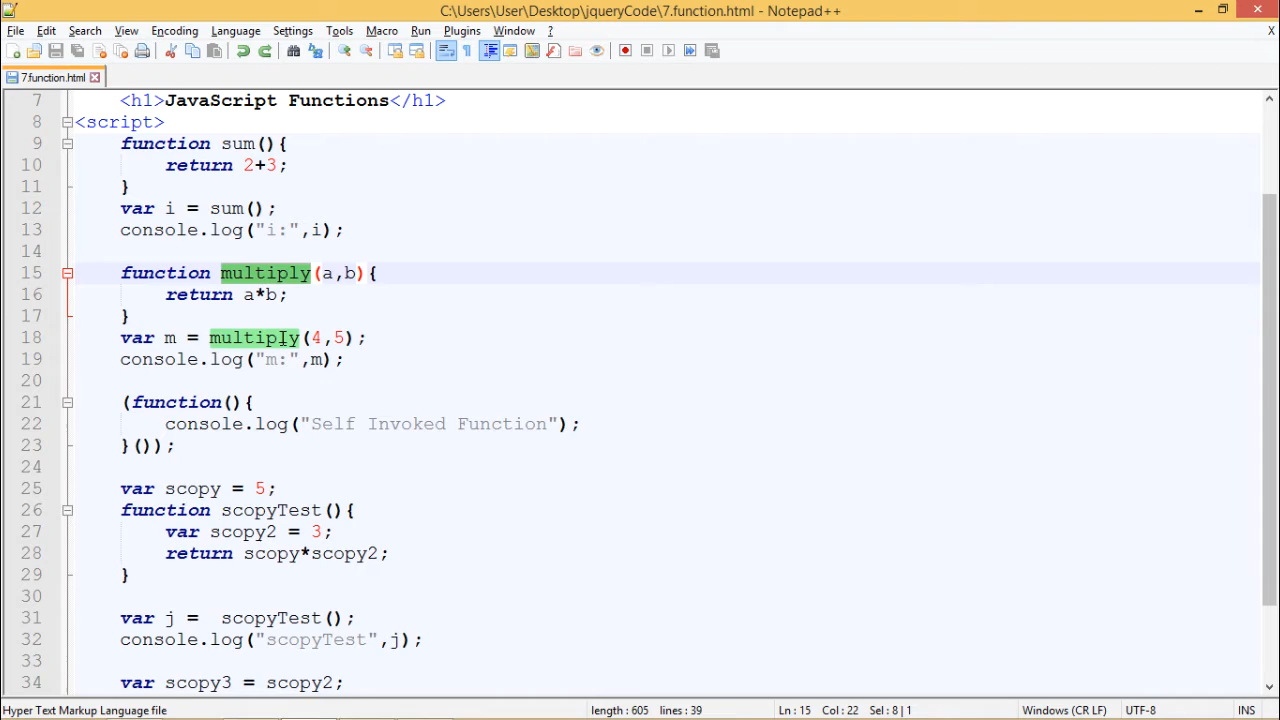 C:\Users\User\Desktop\jqueryCode\7.function.html - Notepad++
File Edit Search View Encoding Language Settings Tools Macro Run Plugins Window ? X
7.function.html
7 <h1>JavaScript Functions</h1>
8 <script>
9 function sum(){
10 return 2+3;
11 }
12 var i = sum();
13 console.log("i:",i);
14
15 function multiply(a,b){
16 return a*b;
17 }
18 var m = multiply(4,5);
19 console.log("m:",m);
20
21 (function(){
22 console.log("Self Invoked Function");
23 }());
24
25 var scopy = 5;
26 function scopyTest(){
27 var scopy2 = 3;
28 return scopy*scopy2;
29 }
30
31 var j =  scopyTest();
32 console.log("scopyTest",j);
33
34 var scopy3 = scopy2;
Hyper Text Markup Language file length : 605 lines : 39 Ln : 15 Col : 22 Sel : 8 | 1 Windows (CR LF) UTF-8 INS